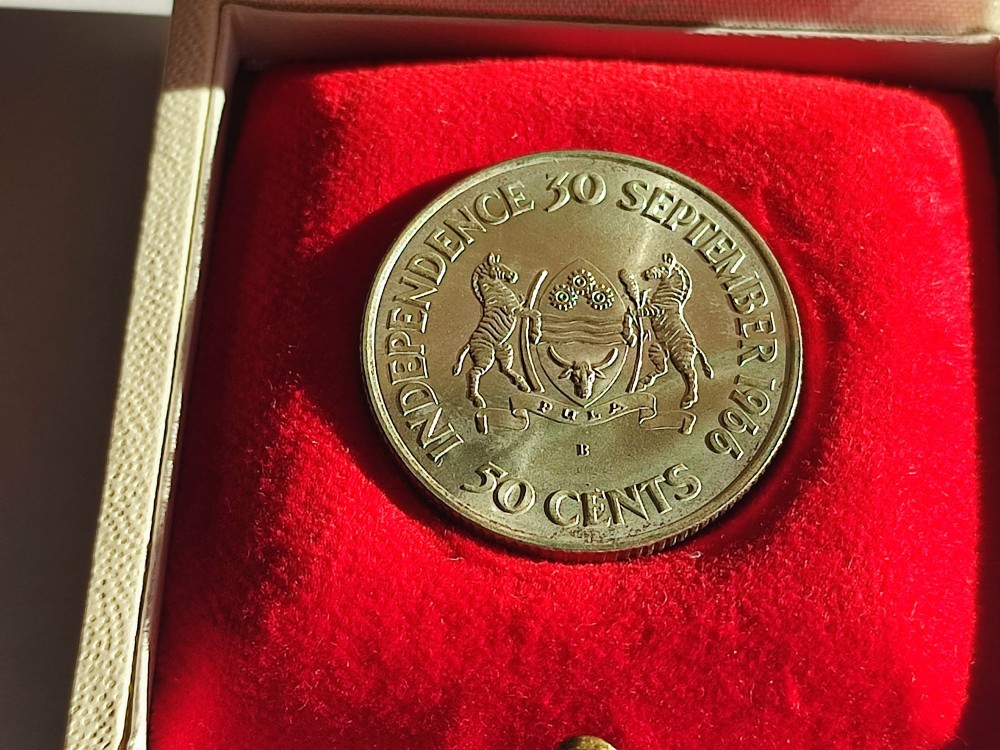 INDEPENDENCE 30 SEPTEMBER 1966
PULA
B
50 CENTS